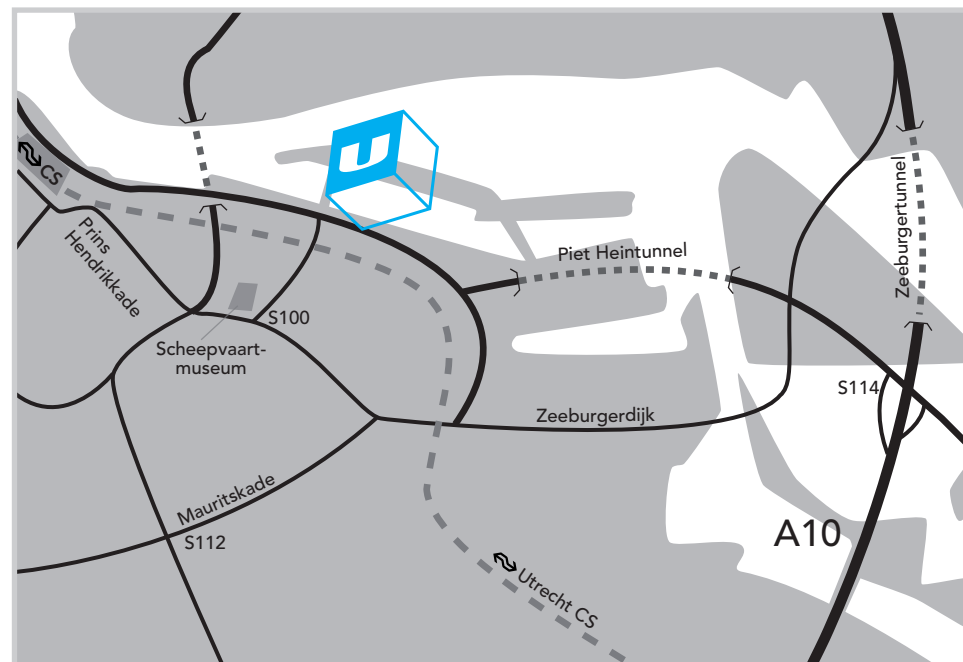 u
CS
Prins
Hendrikkade
S100
Scheepvaart-
museum
Piet Heintunnel
Zeeburgertunnel
S114
Zeeburgerdijk
Mauritskade
S112
A10
Utrecht CS